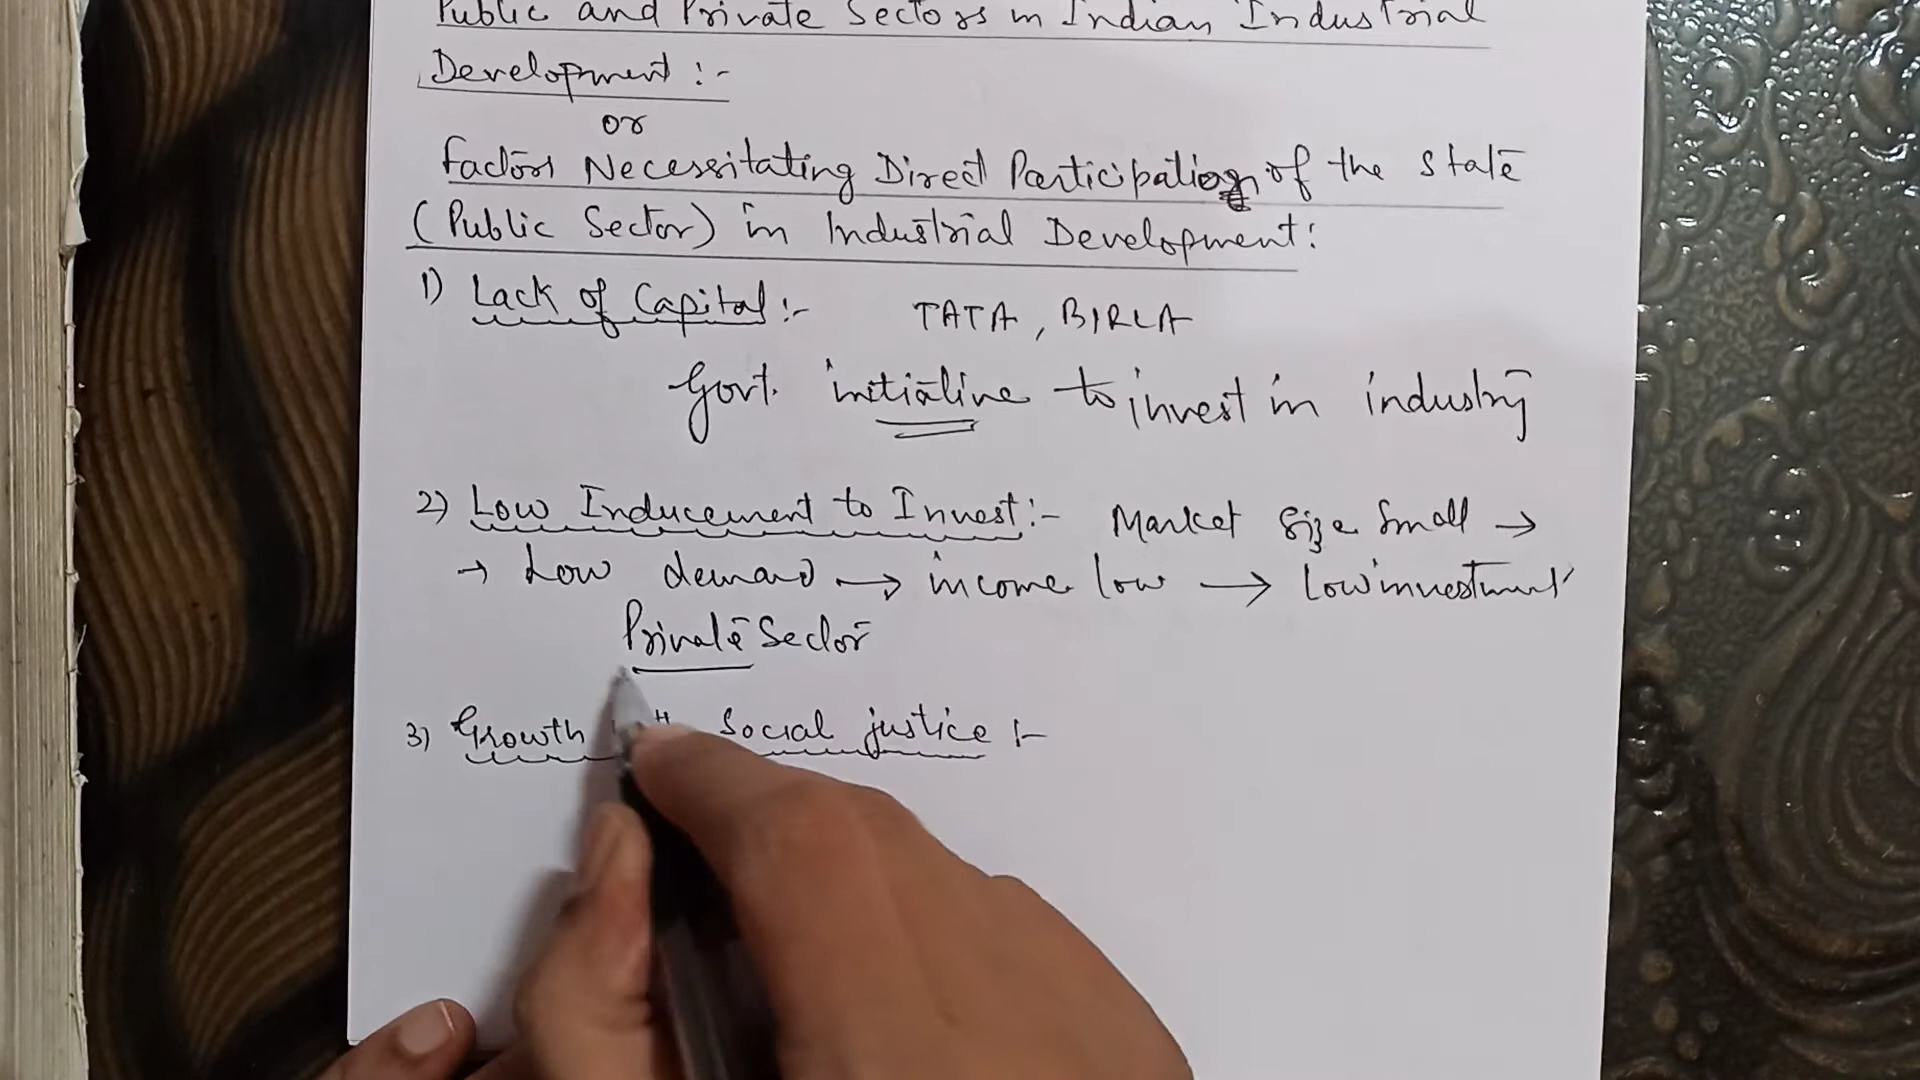 Public and Private Sectors in Indian Industrial
Development :-
or
Factors Necessitating Direct Participation of the State
(Public Sector) in Industrial Development:
1) Lack of Capital :- TATA, BIRLA
Govt. initiative to invest in industry
2) Low Inducement to Invest :- Market Size Small →
→ Low demand → income low → Low investment
Private Sector
3) Growth Social justice :-